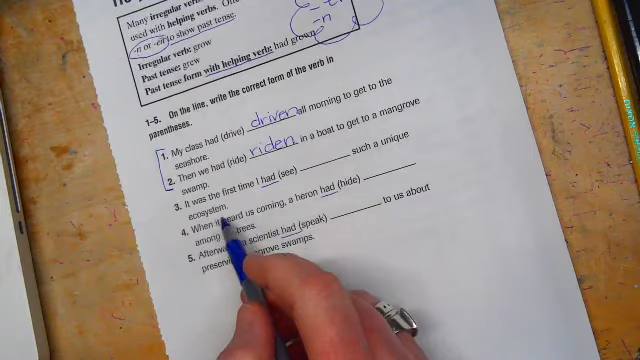 Many irregular
used with helping verbs.
-n or -en to show past tense.
-n
Irregular verb: grow
Past tense: grew
Past tense form with helping verb: had grown
1–5. On the line, write the correct form of the verb in
parentheses.
1. My class had (drive) driven all morning to get to the
seashore.
2. Then we had (ride) riden in a boat to get to a mangrove
swamp.
3. It was the first time I had (see) ________ such a unique
ecosystem.
4. When it heard us coming, a heron had (hide) ________
among trees.
5. scientist had (speak) ________ to us about
swamps.